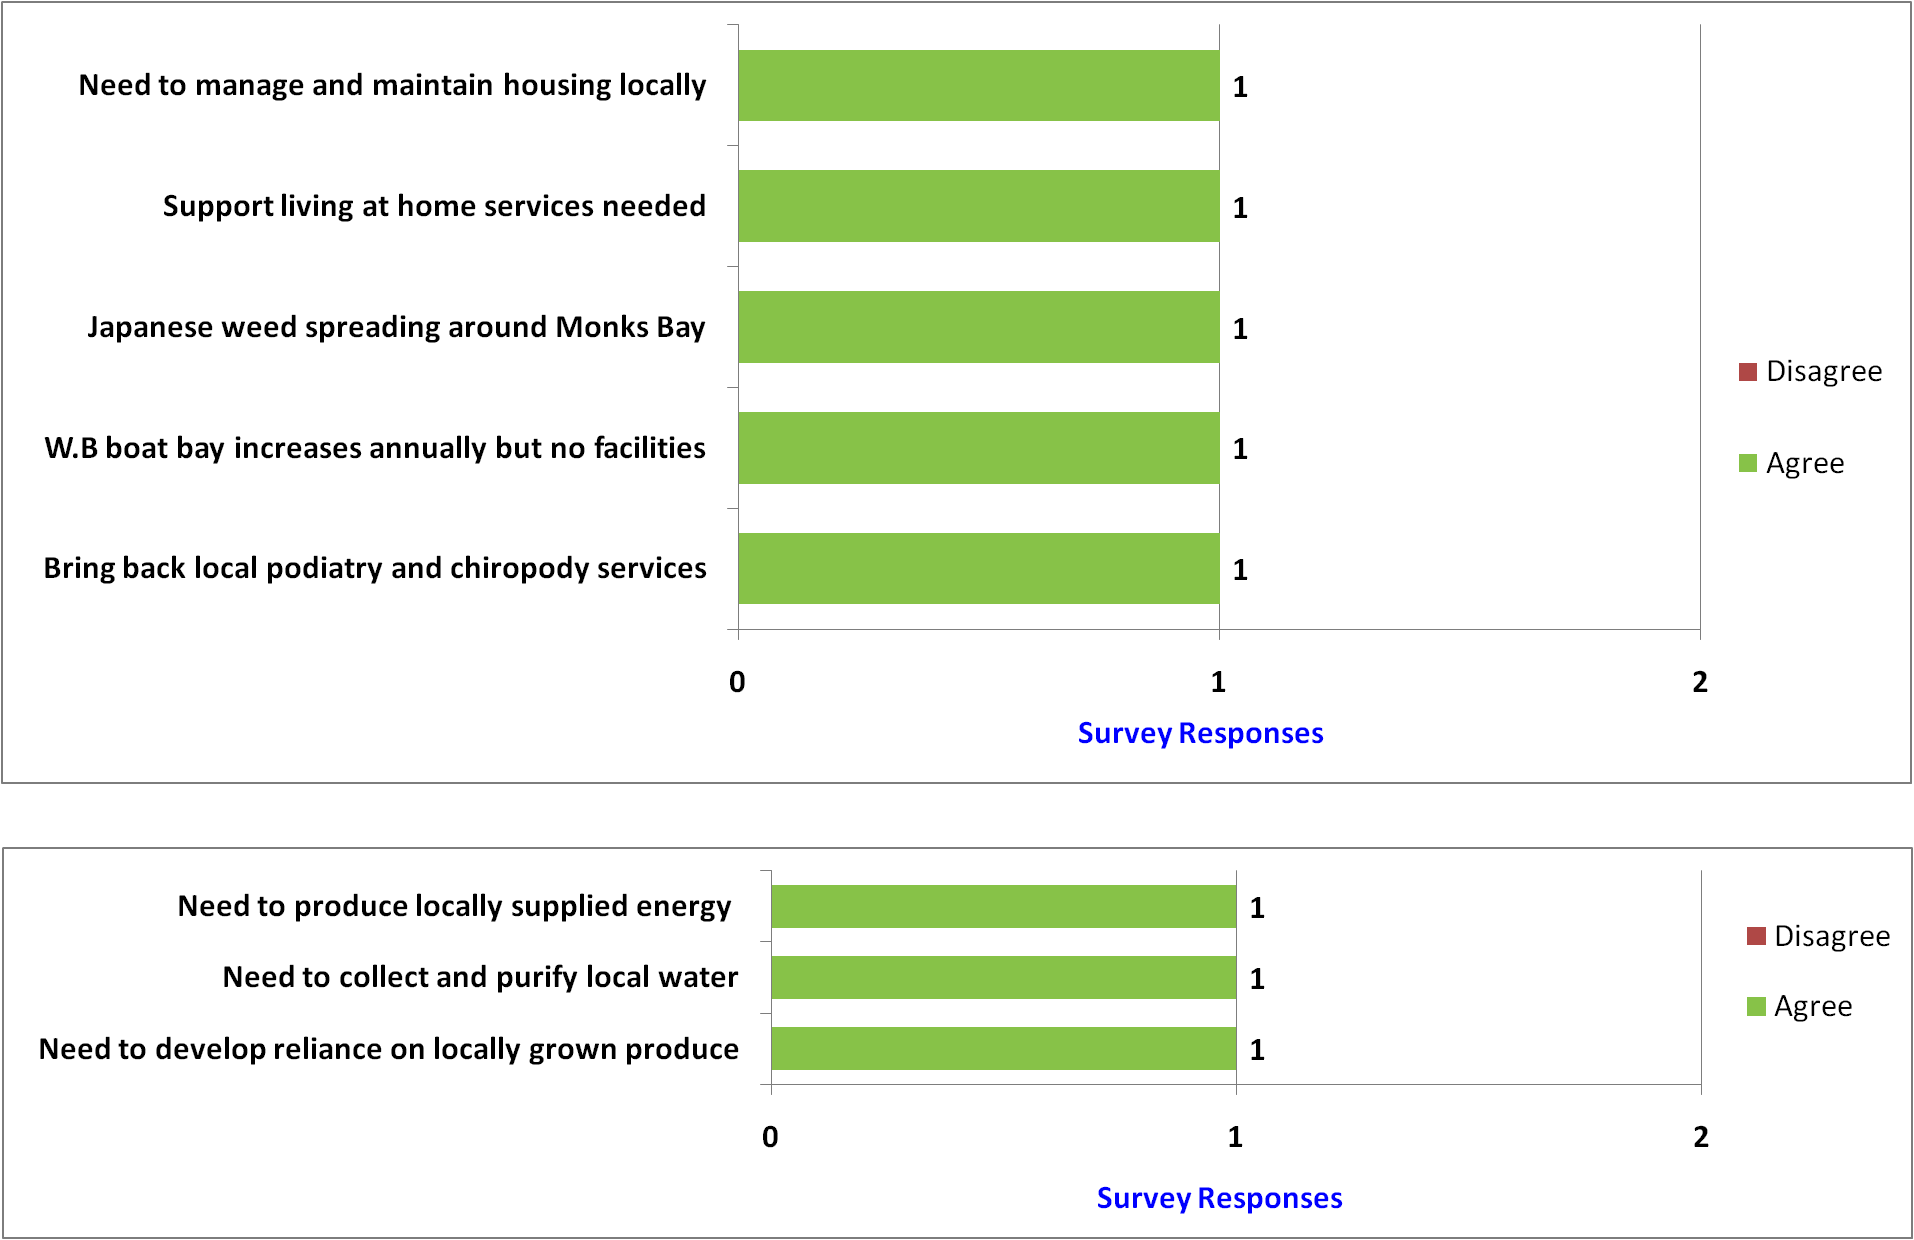 Need to manage and maintain housing locally
1
Support living at home services needed
1
Japanese weed spreading around Monks Bay
1
W.B boat bay increases annually but no facilities
1
Bring back local podiatry and chiropody services
1
0 1 2
Survey Responses
Disagree
Agree
Need to produce locally supplied energy
1
Need to collect and purify local water
1
Need to develop reliance on locally grown produce
1
0 1 2
Survey Responses
Disagree
Agree